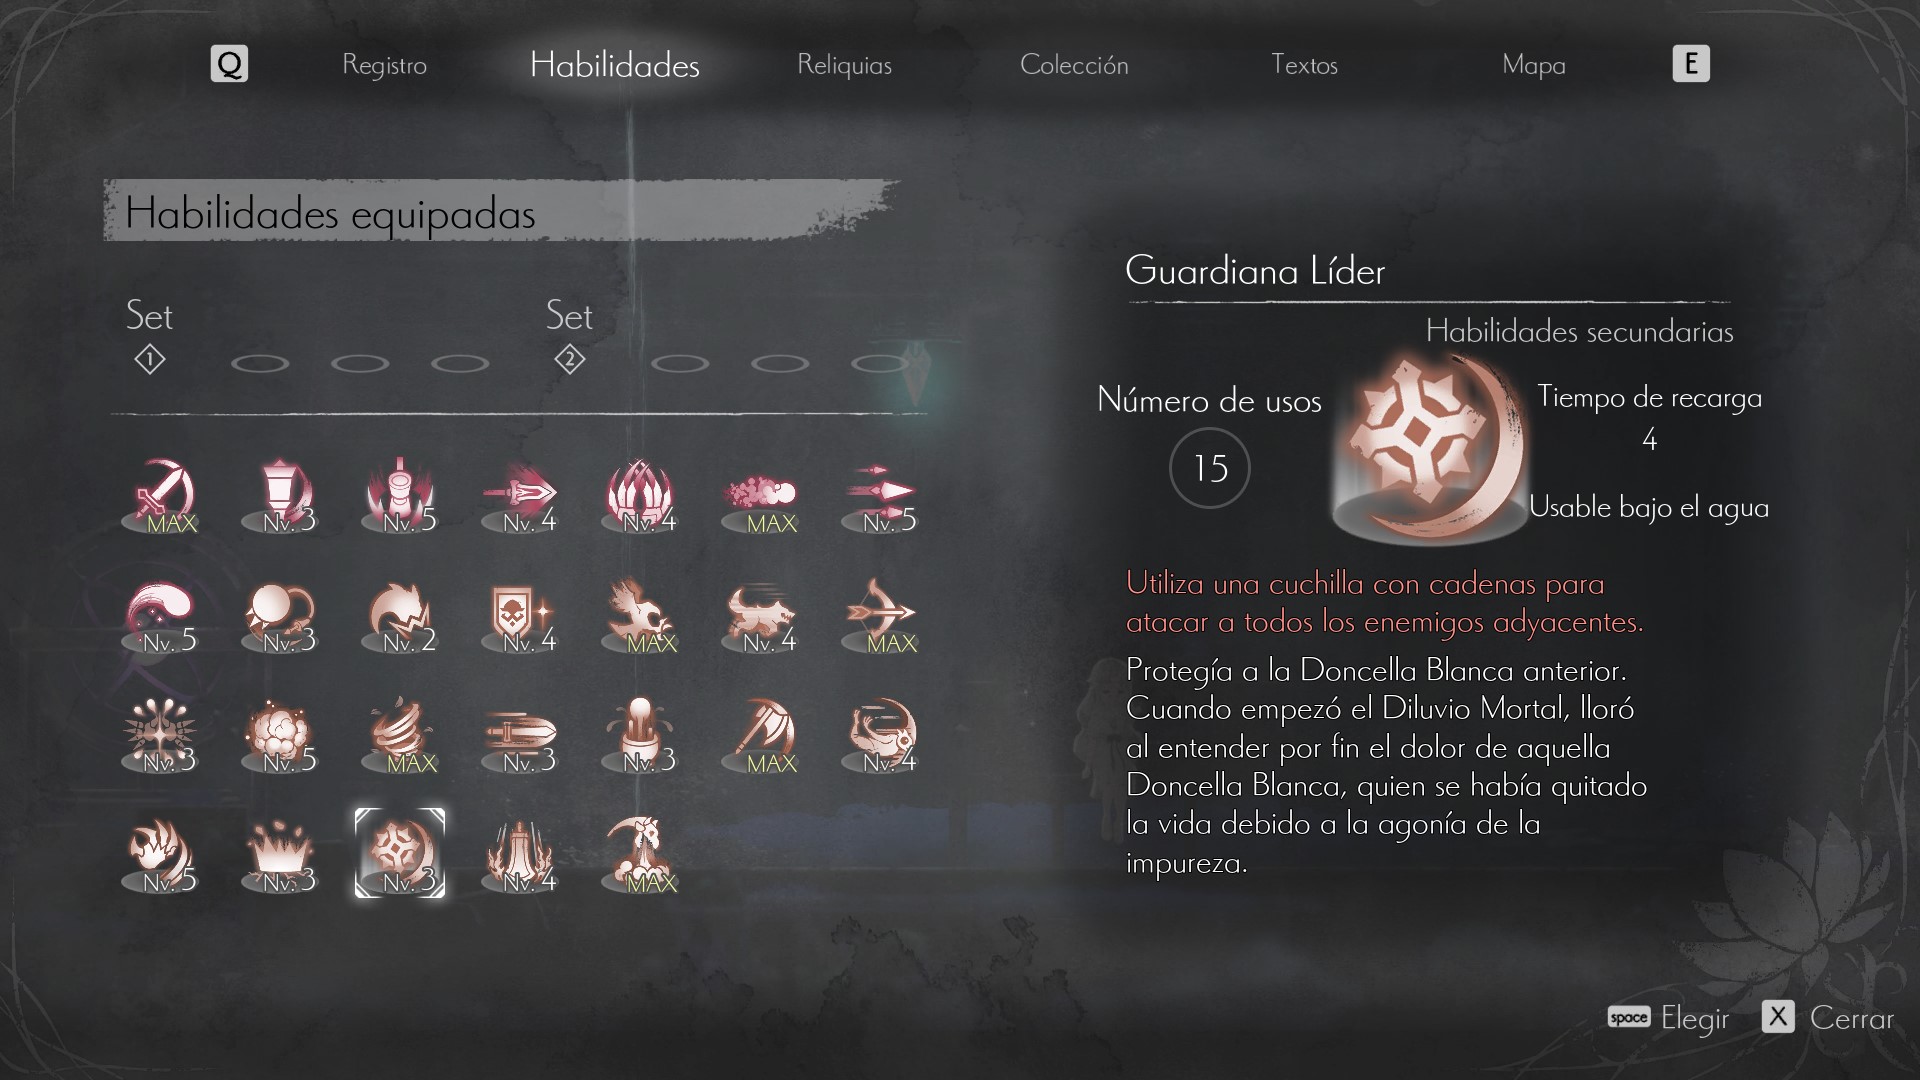 Q Registro Habilidades Reliquias Colección Textos Mapa E
Habilidades equipadas
Set Set
1 2
MAX Nv. 3 Nv. 5 Nv. 4 Nv. 4 MAX Nv. 5
Nv. 5 Nv. 3 Nv. 2 Nv. 4 MAX Nv. 4 MAX
Nv. 3 Nv. 5 MAX Nv. 3 Nv. 3 MAX Nv. 4
Nv. 5 Nv. 3 Nv. 3 Nv. 4 MAX
Guardiana Líder
Habilidades secundarias
Número de usos
15
Tiempo de recarga
4
Usable bajo el agua
Utiliza una cuchilla con cadenas para
atacar a todos los enemigos adyacentes.
Protegía a la Doncella Blanca anterior.
Cuando empezó el Diluvio Mortal, lloró
al entender por fin el dolor de aquella
Doncella Blanca, quien se había quitado
la vida debido a la agonía de la
impureza.
space Elegir X Cerrar